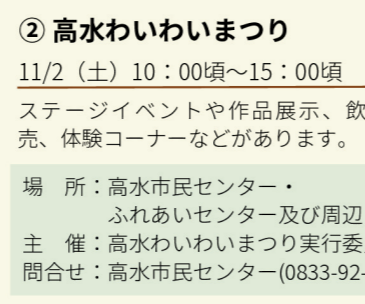 ② 高水わいわいまつり
11/2（土）10：00頃～15：00頃
ステージイベントや作品展示、飲
売、体験コーナーなどがあります。
場　所：高水市民センター・
ふれあいセンター及び周辺
主　催：高水わいわいまつり実行委
問合せ：高水市民センター(0833-92-